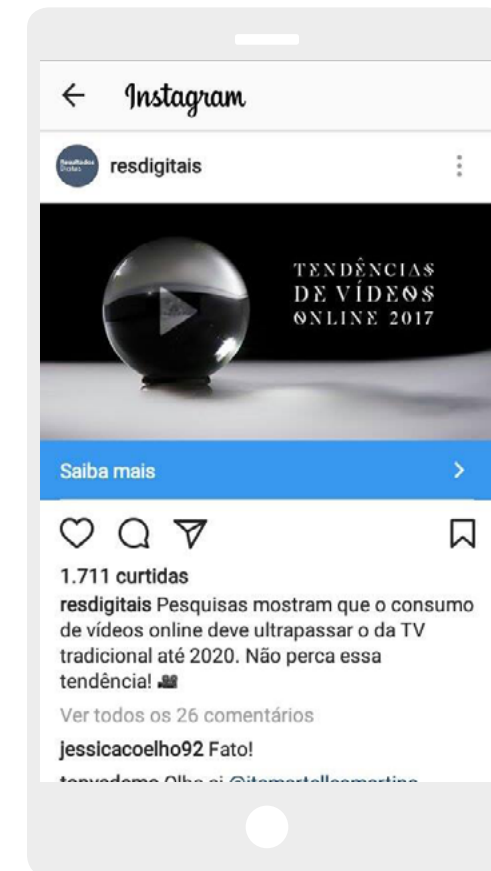 Instagram
Resultados
Digitais
resdigitais
TENDÊNCIAS
DE VÍDEOS
ONLINE 2017
Saiba mais
1.711 curtidas
resdigitais Pesquisas mostram que o consumo
de vídeos online deve ultrapassar o da TV
tradicional até 2020. Não perca essa
tendência! 🎥
Ver todos os 26 comentários
jessicacoelho92 Fato!